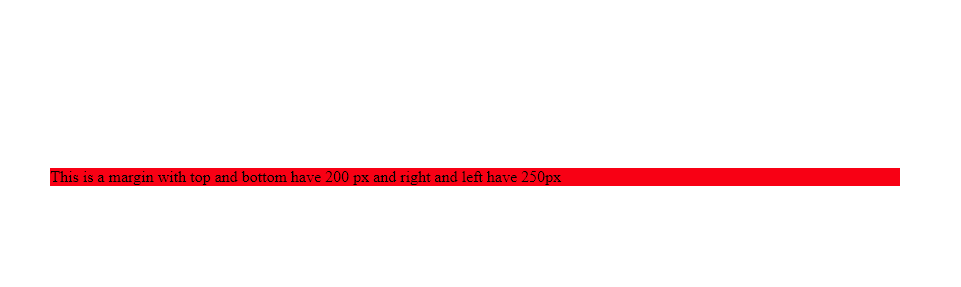 This is a margin with top and bottom have 200 px and right and left have 250px